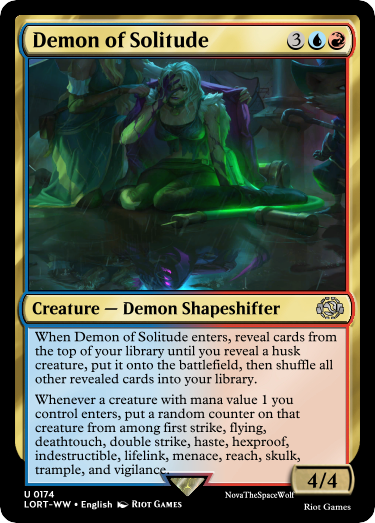 Demon of Solitude 3
Creature — Demon Shapeshifter
When Demon of Solitude enters, reveal cards from
the top of your library until you reveal a husk
creature, put it onto the battlefield, then shuffle all
other revealed cards into your library.
Whenever a creature with mana value 1 you
control enters, put a random counter on that
creature from among first strike, flying,
deathtouch, double strike, haste, hexproof,
indestructible, lifelink, menace, reach, skulk,
trample, and vigilance.
4/4
U 0174
NovaTheSpaceWolf
LORT-WW • English Riot Games
Riot Games